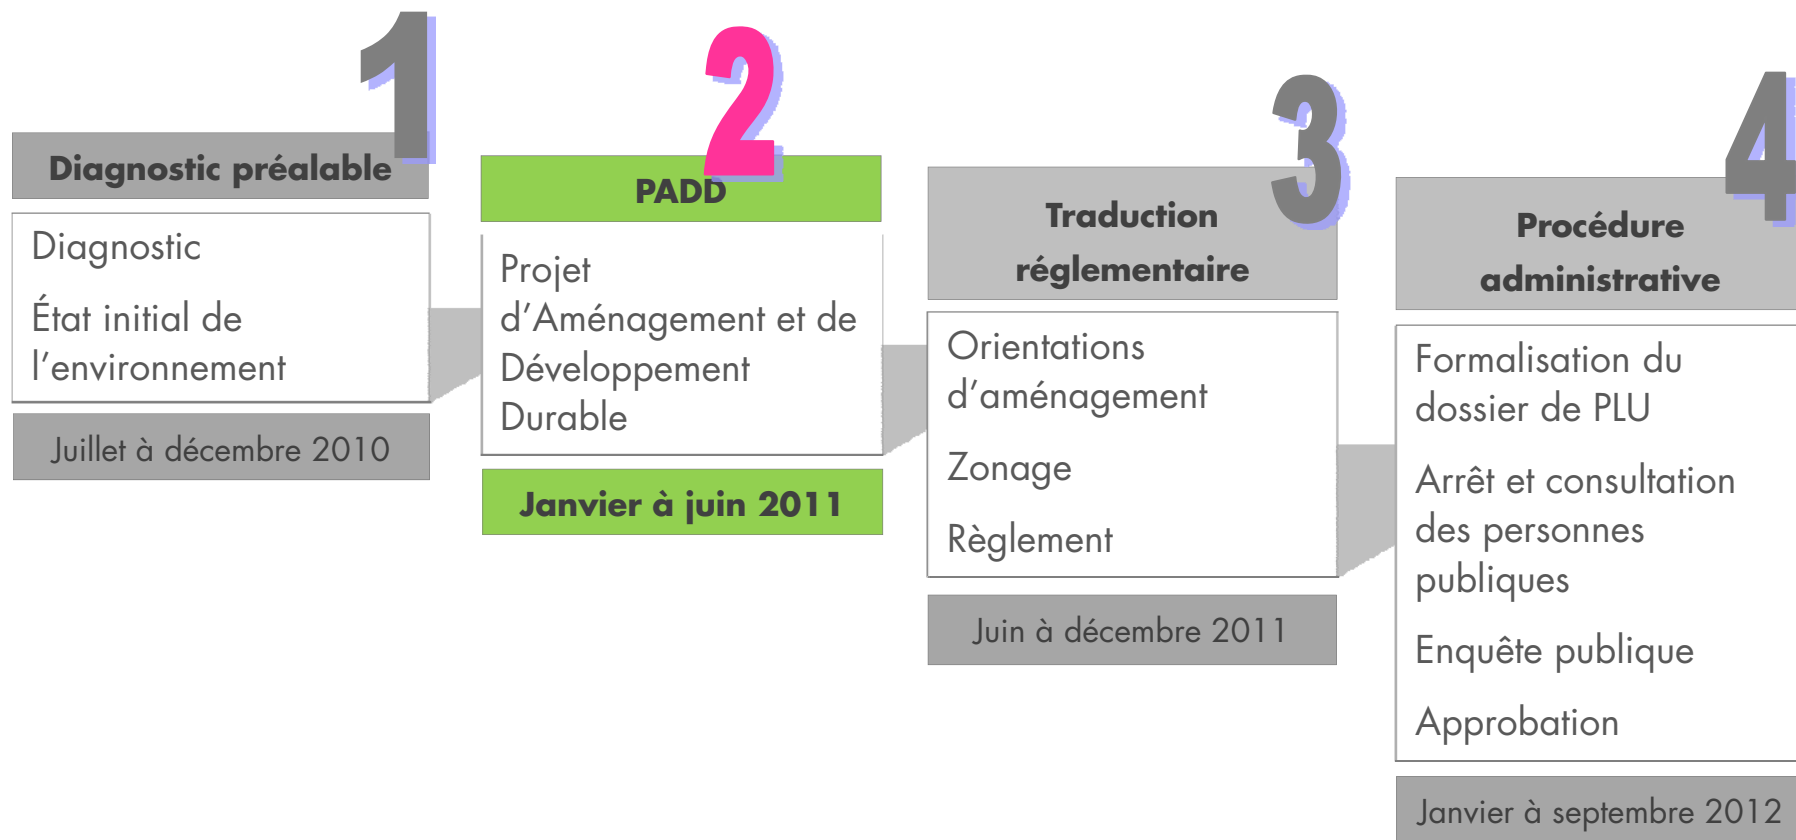 1
Diagnostic préalable
Diagnostic
État initial de
l’environnement
Juillet à décembre 2010
2
PADD
Projet
d’Aménagement et de
Développement
Durable
Janvier à juin 2011
3
Traduction
réglementaire
Orientations
d’aménagement
Zonage
Règlement
Juin à décembre 2011
4
Procédure
administrative
Formalisation du
dossier de PLU
Arrêt et consultation
des personnes
publiques
Enquête publique
Approbation
Janvier à septembre 2012